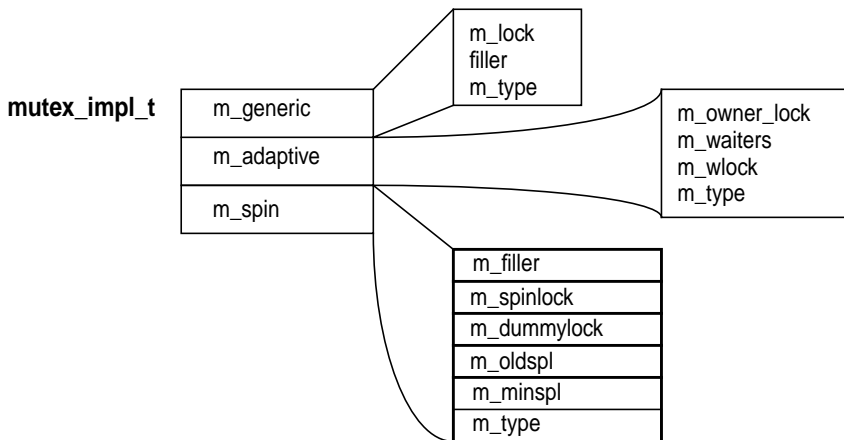 mutex_impl_t
m_generic
m_adaptive
m_spin
m_lock
filler
m_type
m_owner_lock
m_waiters
m_wlock
m_type
m_filler
m_spinlock
m_dummylock
m_oldspl
m_minspl
m_type